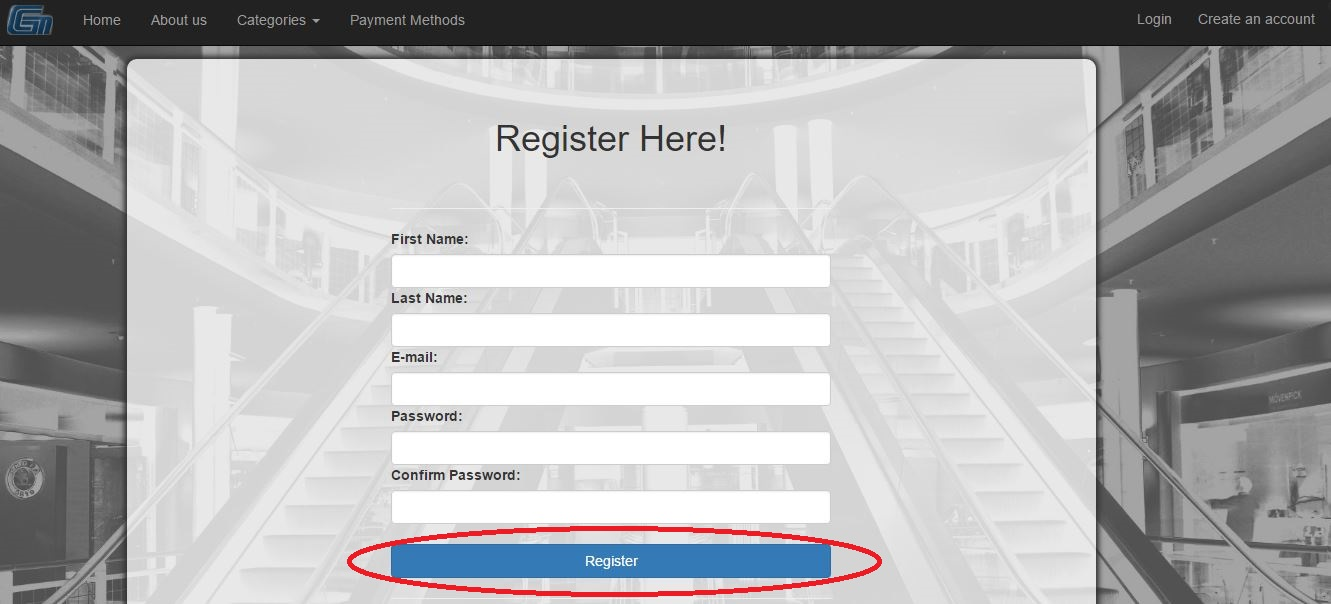 Home About us Categories Payment Methods Login Create an account
Register Here!
First Name:
Last Name:
E-mail:
Password:
Confirm Password:
Register
MÖVENPICK